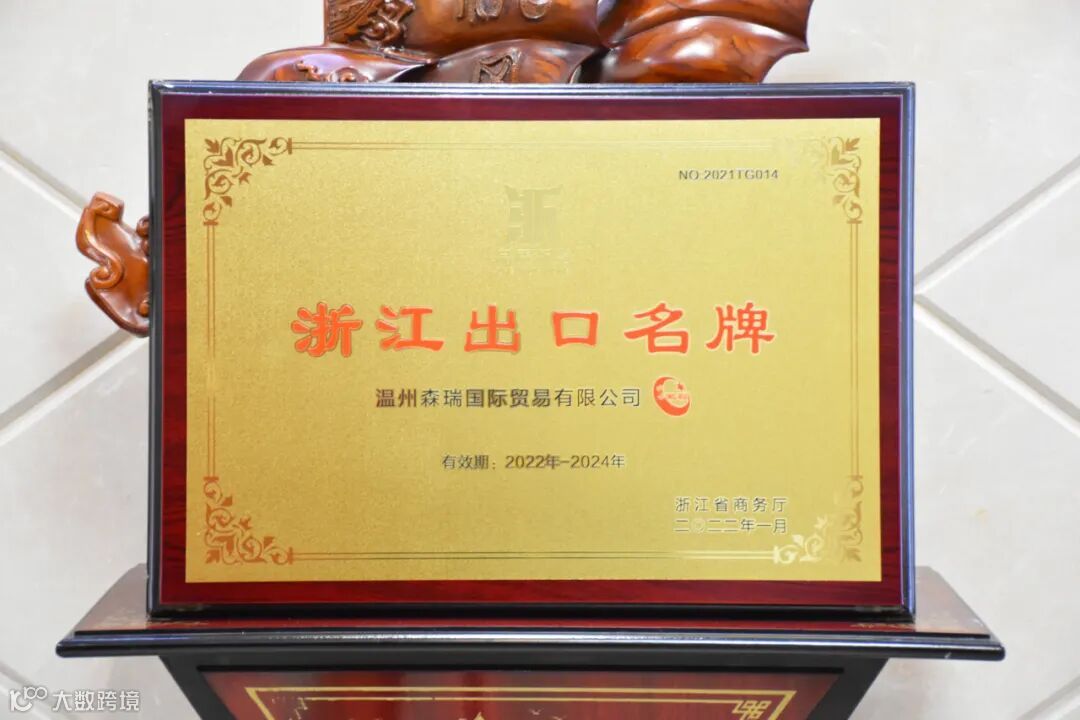 NO:2021TG014
浙
浙江出口名牌
温州森瑞国际贸易有限公司
有效期：2022年-2024年
浙江省商务厅
二〇二二年一月
大数跨境